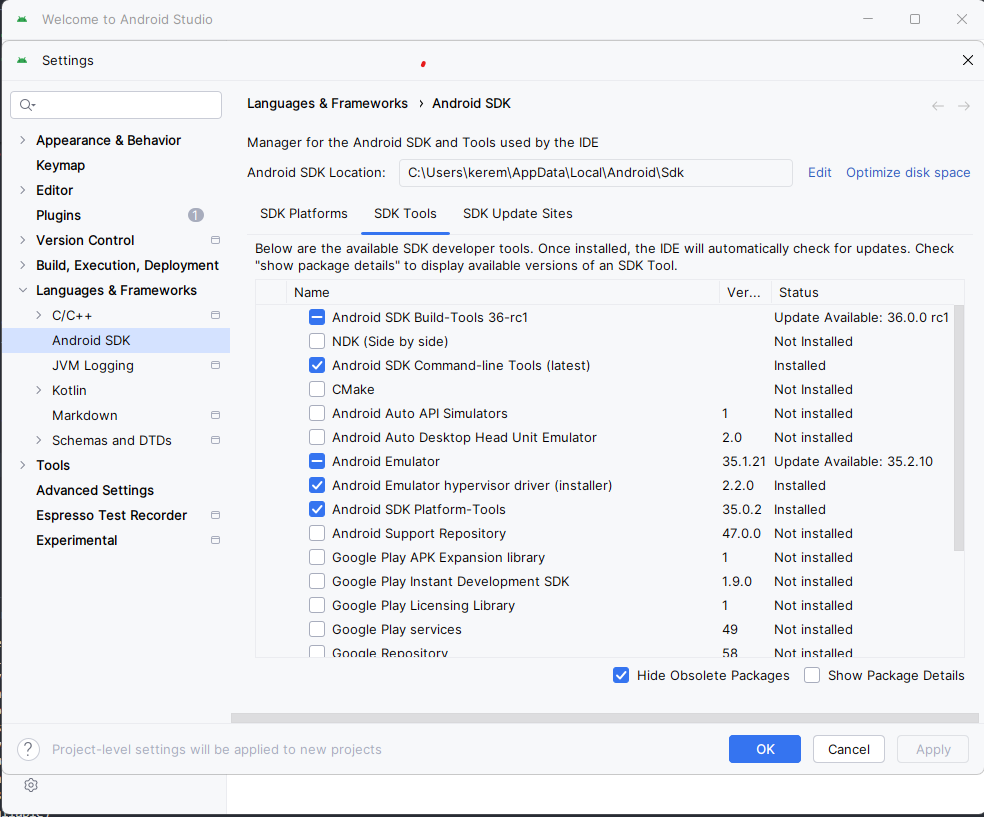 Welcome to Android Studio
Settings
Languages & Frameworks › Android SDK
Appearance & Behavior
Keymap
Editor
Plugins 1
Version Control
Build, Execution, Deployment
Languages & Frameworks
C/C++
Android SDK
JVM Logging
Kotlin
Markdown
Schemas and DTDs
Tools
Advanced Settings
Espresso Test Recorder
Experimental
Manager for the Android SDK and Tools used by the IDE
Android SDK Location: C:\Users\kerem\AppData\Local\Android\Sdk Edit Optimize disk space
SDK Platforms SDK Tools SDK Update Sites
Below are the available SDK developer tools. Once installed, the IDE will automatically check for updates. Check
"show package details" to display available versions of an SDK Tool.
Name Ver... Status
Android SDK Build-Tools 36-rc1 Update Available: 36.0.0 rc1
NDK (Side by side) Not Installed
Android SDK Command-line Tools (latest) Installed
CMake Not Installed
Android Auto API Simulators 1 Not installed
Android Auto Desktop Head Unit Emulator 2.0 Not installed
Android Emulator 35.1.21 Update Available: 35.2.10
Android Emulator hypervisor driver (installer) 2.2.0 Installed
Android SDK Platform-Tools 35.0.2 Installed
Android Support Repository 47.0.0 Not installed
Google Play APK Expansion library 1 Not installed
Google Play Instant Development SDK 1.9.0 Not installed
Google Play Licensing Library 1 Not installed
Google Play services 49 Not installed
Google Repository 58 Not installed
Hide Obsolete Packages Show Package Details
? Project-level settings will be applied to new projects
OK Cancel Apply